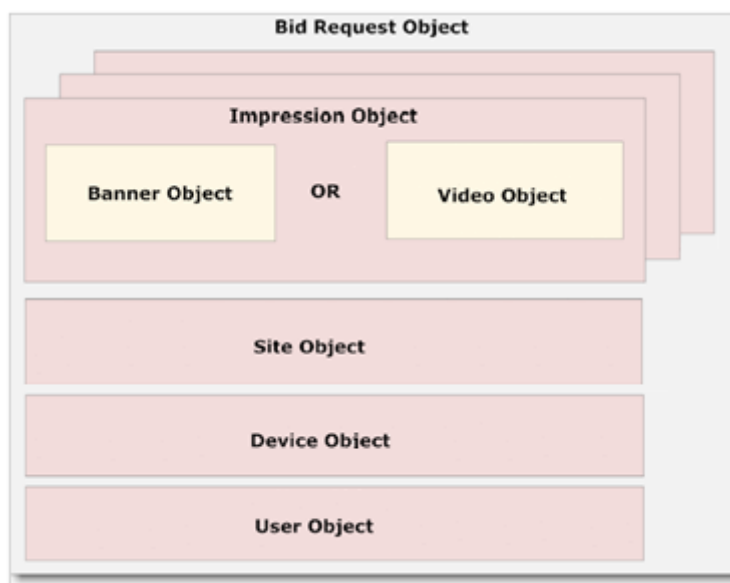 Bid Request Object
Impression Object
Banner Object OR Video Object
Site Object
Device Object
User Object